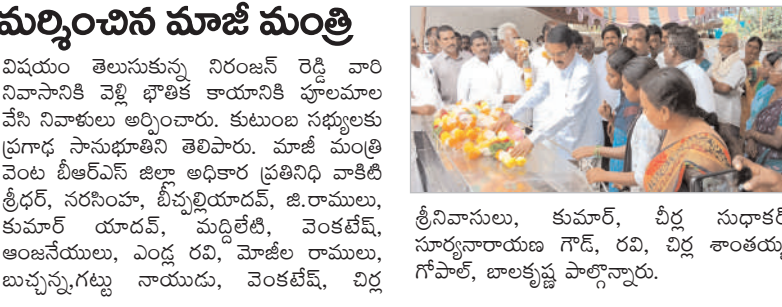 మర్శించిన మాజీ మంత్రి
విషయం తెలుసుకున్న నిరంజన్ రెడ్డి వారి
నివాసానికి వెళ్లి భౌతిక కాయానికి పూలమాల
వేసి నివాళులు అర్పించారు. కుటుంబ సభ్యులకు
ప్రగాఢ సానుభూతిని తెలిపారు. మాజీ మంత్రి
వెంట బీఆర్ఎస్ జిల్లా అధికార ప్రతినిధి వాకిటి
శ్రీధర్, నరసింహ, బీచ్పల్లియాదవ్, జి.రాములు,
కుమార్ యాదవ్, మద్దిలేటి, వెంకటేష్,
ఆంజనేయులు, ఎండ్ల రవి, మోజీల రాములు,
బుచ్చన్న,గట్టు నాయుడు, వెంకటేష్, చిర్ల
శ్రీనివాసులు, కుమార్, చీర్ల సుధాకర్
సూర్యనారాయణ గౌడ్, రవి, చిర్ల శాంతయ్య
గోపాల్, బాలకృష్ణ పాల్గొన్నారు.